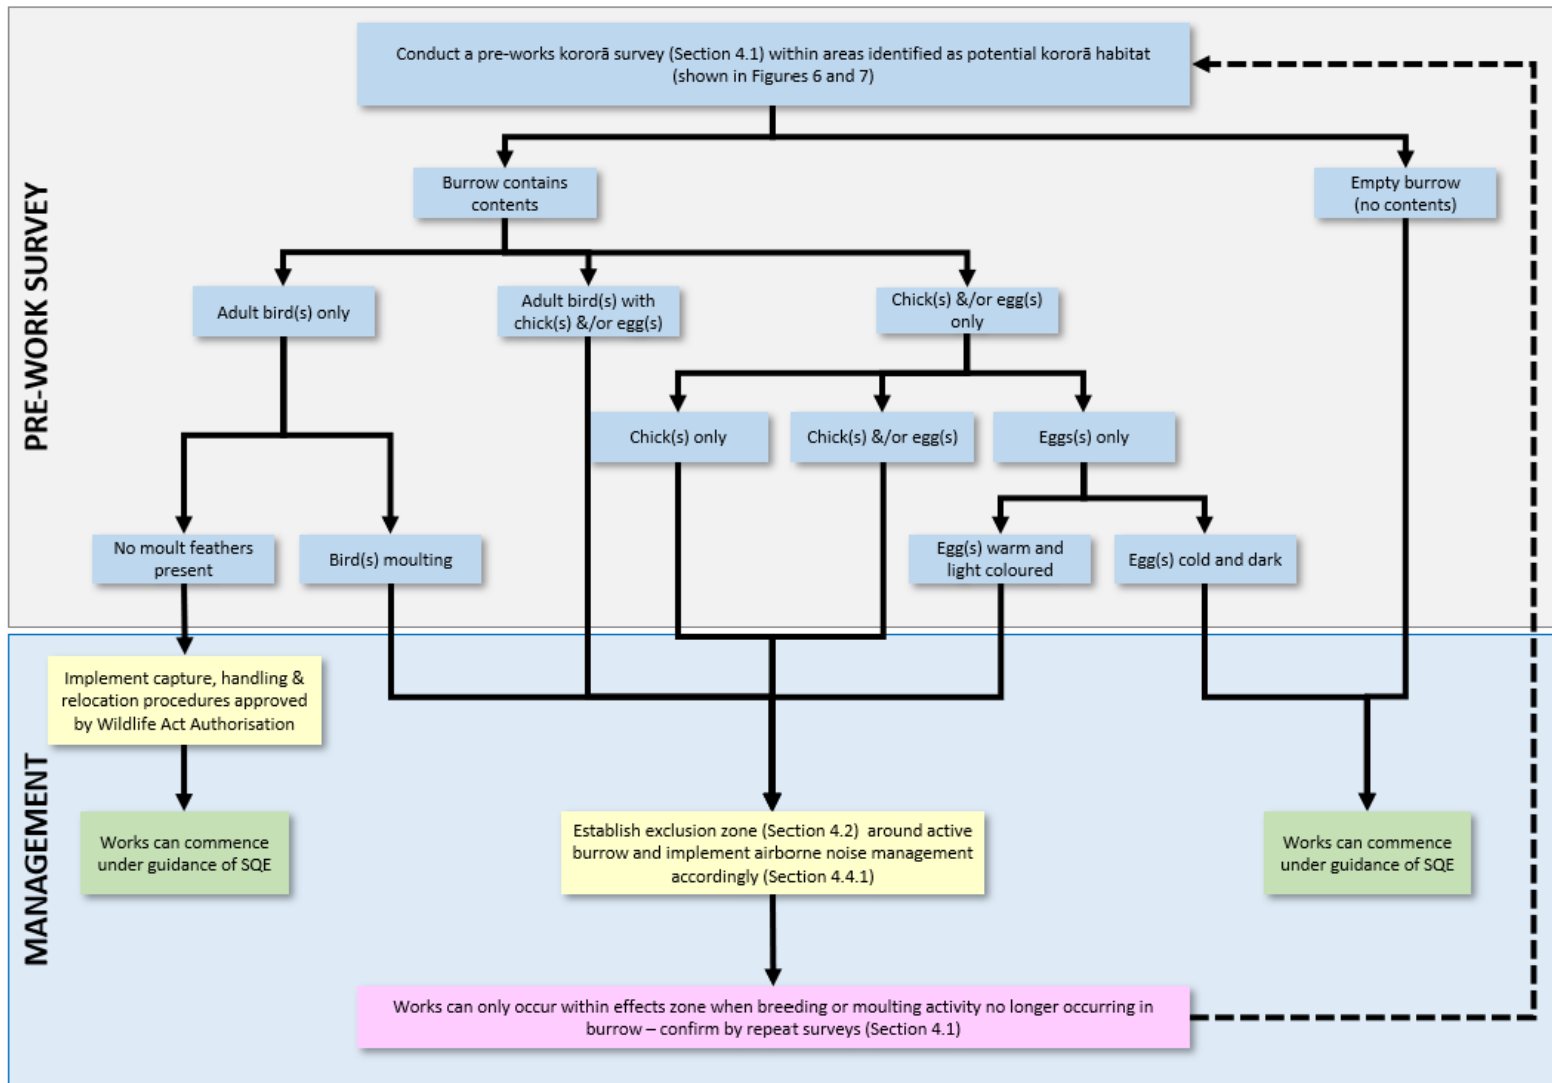 Conduct a pre-works kororā survey (Section 4.1) within areas identified as potential kororā habitat
(shown in Figures 6 and 7)
PRE-WORK SURVEY
Burrow contains
contents
Empty burrow
(no contents)
Adult bird(s) only
Adult bird(s) with
chick(s) &/or egg(s)
Chick(s) &/or egg(s)
only
Chick(s) only
Chick(s) &/or egg(s)
Eggs(s) only
No moult feathers
present
Bird(s) moulting
Egg(s) warm and
light coloured
Egg(s) cold and dark
MANAGEMENT
Implement capture, handling &
relocation procedures approved
by Wildlife Act Authorisation
Works can commence
under guidance of SQE
Establish exclusion zone (Section 4.2) around active
burrow and implement airborne noise management
accordingly (Section 4.4.1)
Works can commence
under guidance of SQE
Works can only occur within effects zone when breeding or moulting activity no longer occurring in
burrow – confirm by repeat surveys (Section 4.1)